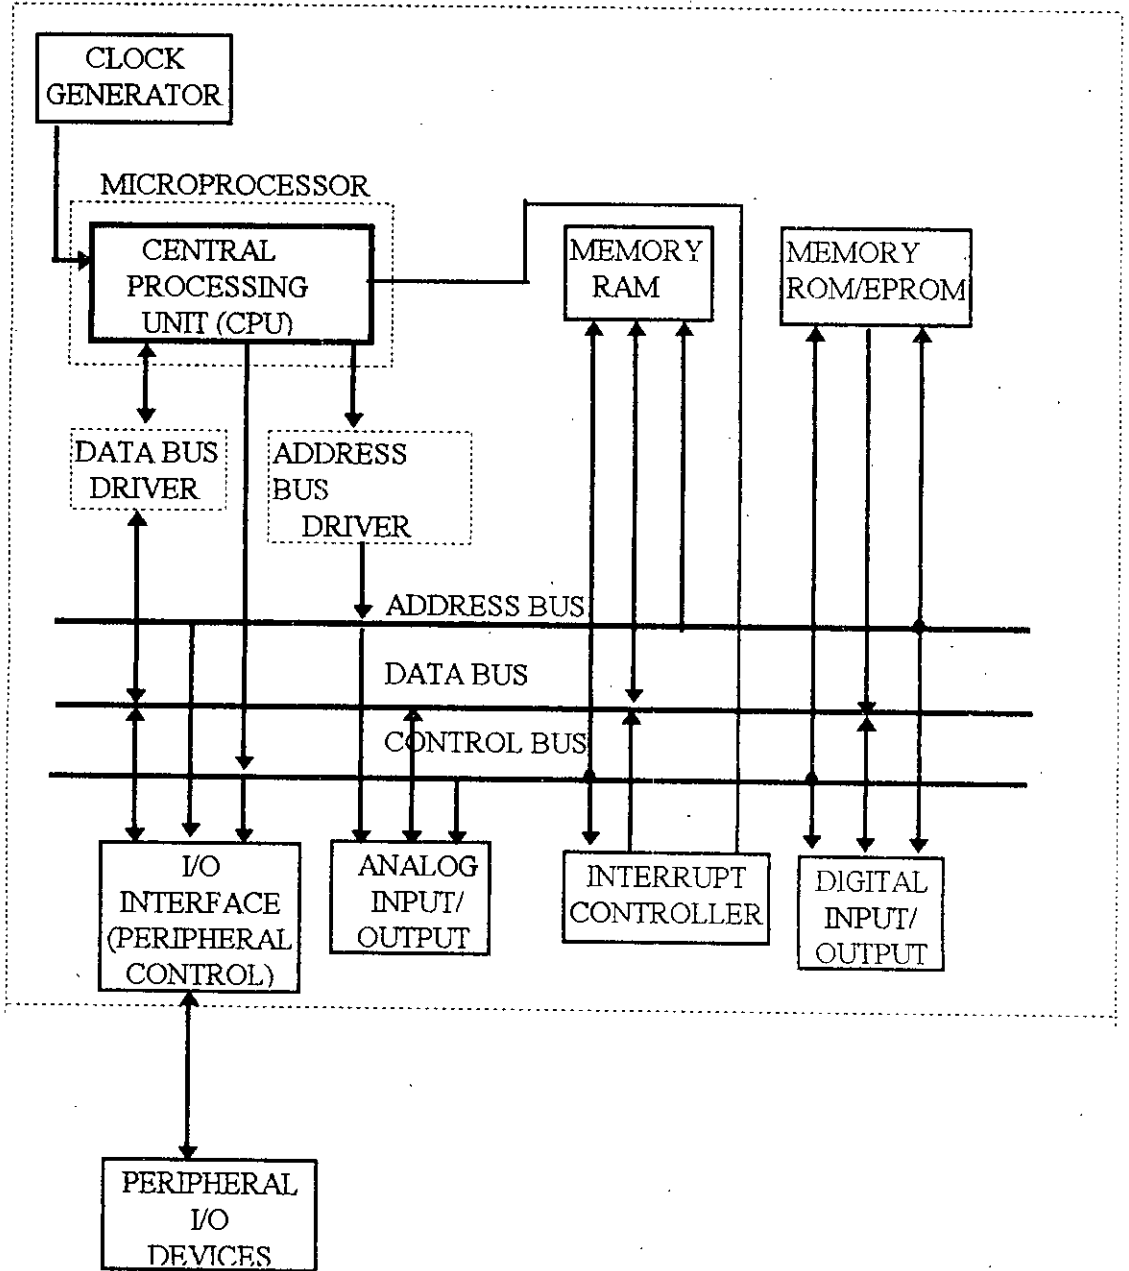 CLOCK
GENERATOR
MICROPROCESSOR
CENTRAL
PROCESSING
UNIT (CPU)
MEMORY
RAM
MEMORY
ROM/EPROM
DATA BUS
DRIVER
ADDRESS
BUS
DRIVER
ADDRESS BUS
DATA BUS
CONTROL BUS
I/O
INTERFACE
(PERIPHERAL
CONTROL)
ANALOG
INPUT/
OUTPUT
INTERRUPT
CONTROLLER
DIGITAL
INPUT/
OUTPUT
PERIPHERAL
I/O
DEVICES